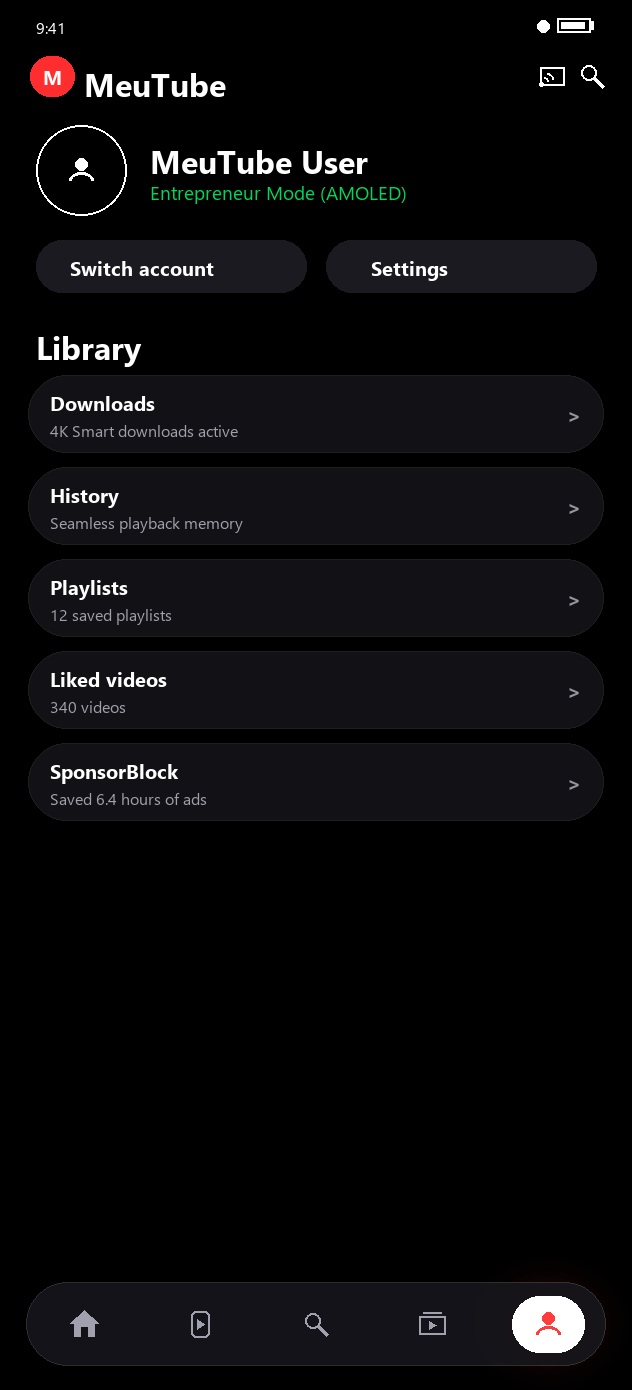 9:41
M MeuTube
MeuTube User
Entrepreneur Mode (AMOLED)
Switch account Settings
Library
Downloads
4K Smart downloads active
>
History
Seamless playback memory
>
Playlists
12 saved playlists
>
Liked videos
340 videos
>
SponsorBlock
Saved 6.4 hours of ads
>